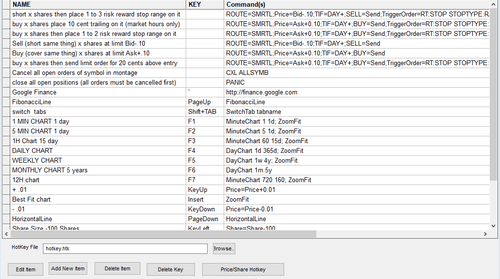 NAME KEY Command(s)
short x shares then place 1 to 3 risk reward stop range on it ROUTE=SMRTL;Price=Bid-.10;TIF=DAY+;SELL=Send;TriggerOrder=RT:STOP STOPTYPE:R
buy x shares place 10 cent trailing on it (market hours only) ROUTE=SMRTL;Price=Ask+0.10;TIF=DAY+;BUY=Send;TriggerOrder=RT:STOP STOPTYPE:
buy x shares then place 1 to 2 risk reward stop range on it ROUTE=SMRTL;Price=Ask+0.10;TIF=DAY+;BUY=Send;TriggerOrder=RT:STOP STOPTYPE:
Sell (short same thing) x shares at limit Bid-.10 ROUTE=SMRTL;Price=Bid-.10;TIF=DAY+;SELL=Send
Buy (cover same thing) x shares at limit Ask+.10 ROUTE=SMRTL;Price=Ask+0.10;TIF=DAY+;BUY=Send
buy x shares then send limit order for 20 cents above entry ROUTE=SMRTL;Price=Ask+0.10;TIF=DAY+;BUY=Send;TriggerOrder=RT:STOP STOPTYPE:
Cancel all open orders of symbol in montage CXL ALLSYMB
close all open positions (all orders must be cancelled first) PANIC
Google Finance ' http://finance.google.com
FibonacciLine PageUp FibonacciLine
switch tabs Shift+TAB SwitchTab tabname
1 MIN CHART 1 day F1 MinuteChart 1 1d; ZoomFit
5 MIN CHART 1 day F2 MinuteChart 5 1d; ZoomFit
1H Chart 15 day F3 MinuteChart 60 15d; ZoomFit
DAILY CHART F4 DayChart 1d 365d; ZoomFit
WEEKLY CHART F5 DayChart 1w 4y; ZoomFit
MONTHLY CHART 5 years F6 DayChart 1m 5y
12H chart F7 MinuteChart 720 160; ZoomFit
+ .01 KeyUp Price=Price+0.01
Best Fit chart Insert ZoomFit
- .01 KeyDown Price=Price-0.01
HorizontalLine PageDown HorizontalLine
Share Size -100 Shares KeyLeft Share=Share-100
HotKey File hotkey.htk Browse..
Edit Item Add New Item Delete Item Delete Key Price/Share Hotkey